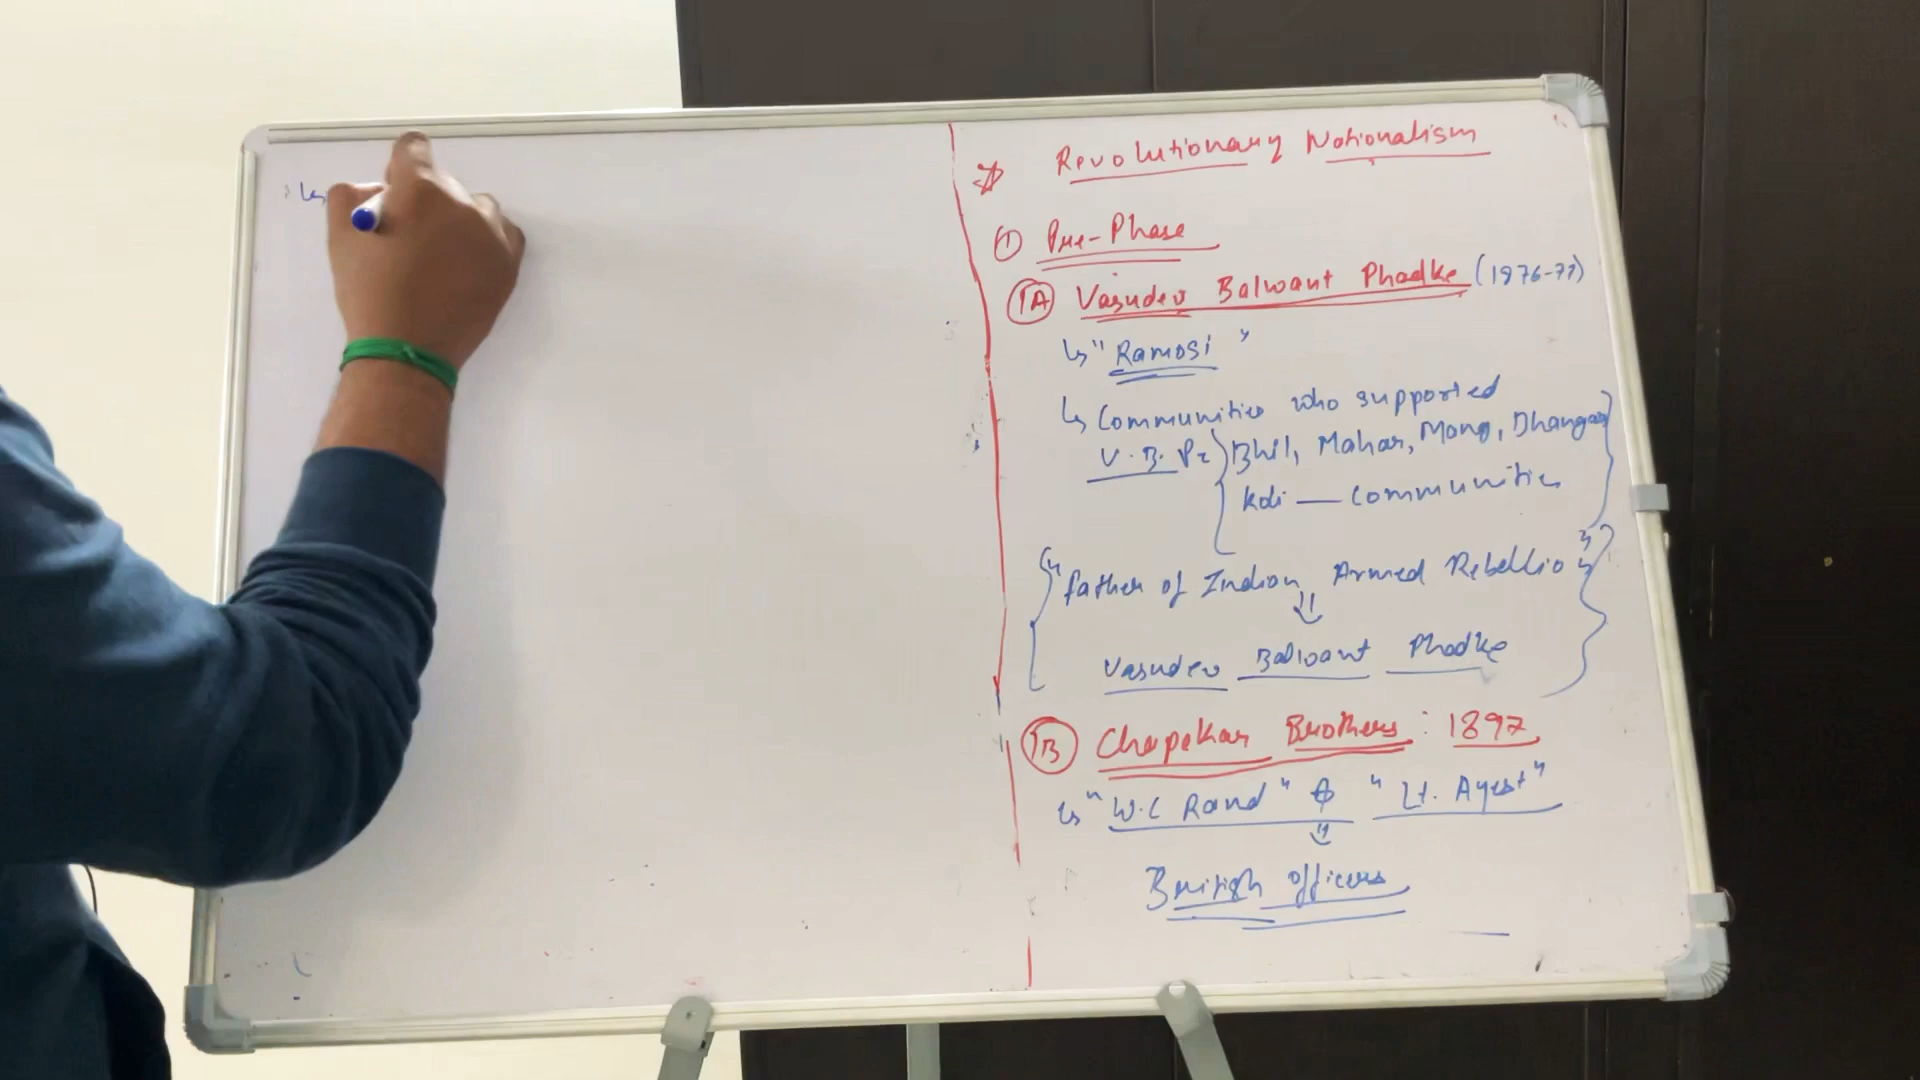 ↳
Revolutionary Nationalism
① Pre-Phase
1A Vasudev Balwant Phadke (1976-77)
↳ "Ramosi"
↳ Communities who supported
V. B. P: Bhil, Mahar, Mang, Dhangar
Koli — Communities
"father of Indian Armed Rebellion"
⇓
Vasudev Balwant Phadke
1B Chapekar Brothers : 1897
↳ "W.C Rand" & "Lt. Ayest"
⇓
British officers